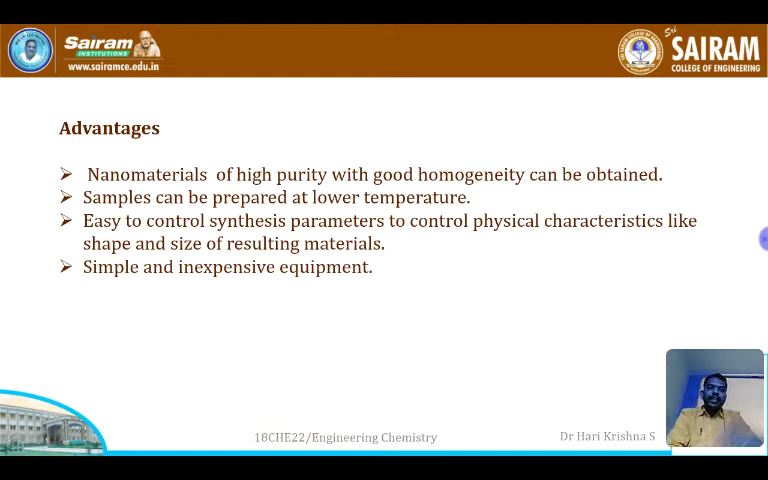 Sairam
INSTITUTIONS
www.sairamce.edu.in
Sri
SAIRAM
COLLEGE OF ENGINEERING
Advantages
➢ Nanomaterials of high purity with good homogeneity can be obtained.
➢ Samples can be prepared at lower temperature.
➢ Easy to control synthesis parameters to control physical characteristics like
shape and size of resulting materials.
➢ Simple and inexpensive equipment.
18CHE22/Engineering Chemistry
Dr Hari Krishna S